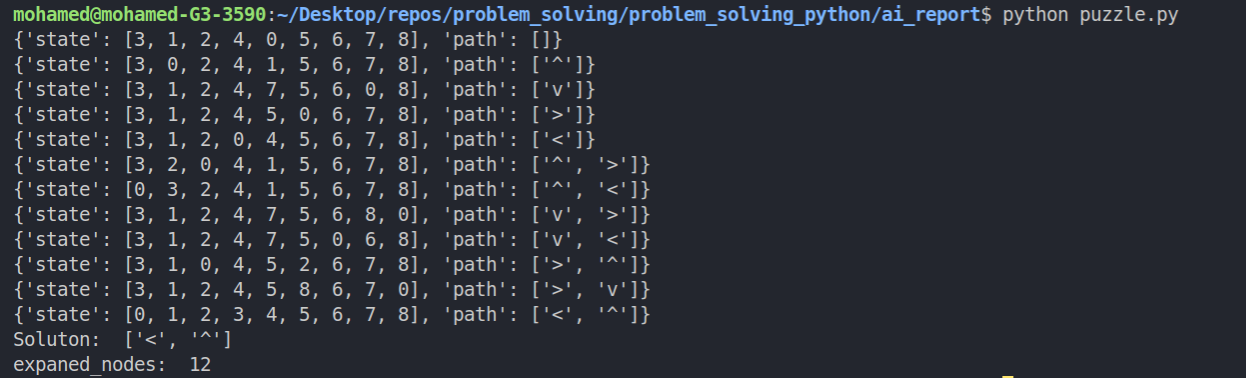 mohamed@mohamed-G3-3590:~/Desktop/repos/problem_solving/problem_solving_python/ai_report$ python puzzle.py
{'state': [3, 1, 2, 4, 0, 5, 6, 7, 8], 'path': []}
{'state': [3, 0, 2, 4, 1, 5, 6, 7, 8], 'path': ['^']}
{'state': [3, 1, 2, 4, 7, 5, 6, 0, 8], 'path': ['v']}
{'state': [3, 1, 2, 4, 5, 0, 6, 7, 8], 'path': ['>']}
{'state': [3, 1, 2, 0, 4, 5, 6, 7, 8], 'path': ['<']}
{'state': [3, 2, 0, 4, 1, 5, 6, 7, 8], 'path': ['^', '>']}
{'state': [0, 3, 2, 4, 1, 5, 6, 7, 8], 'path': ['^', '<']}
{'state': [3, 1, 2, 4, 7, 5, 6, 8, 0], 'path': ['v', '>']}
{'state': [3, 1, 2, 4, 7, 5, 0, 6, 8], 'path': ['v', '<']}
{'state': [3, 1, 0, 4, 5, 2, 6, 7, 8], 'path': ['>', '^']}
{'state': [3, 1, 2, 4, 5, 8, 6, 7, 0], 'path': ['>', 'v']}
{'state': [0, 1, 2, 3, 4, 5, 6, 7, 8], 'path': ['<', '^']}
Soluton:  ['<', '^']
expaned_nodes:  12